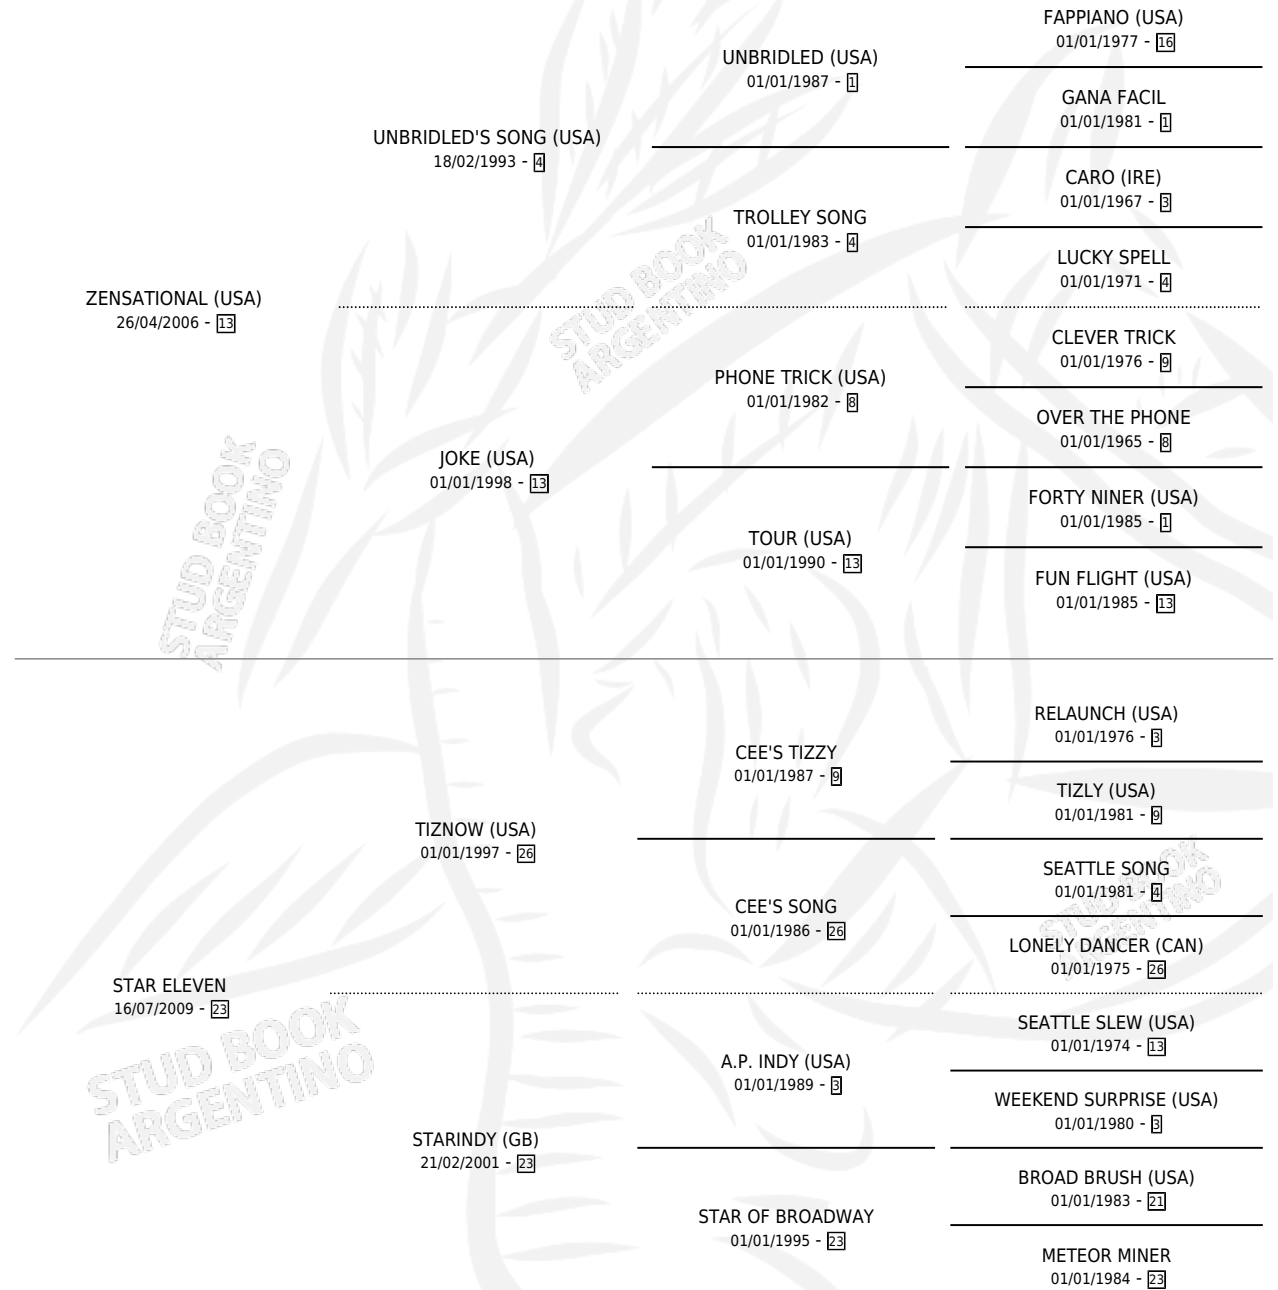 FAPPIANO (USA)
01/01/1977 - 16
UNBRIDLED (USA)
01/01/1987 - 1
GANA FACIL
01/01/1981 - 1
UNBRIDLED'S SONG (USA)
18/02/1993 - 4
CARO (IRE)
01/01/1967 - 3
TROLLEY SONG
01/01/1983 - 4
LUCKY SPELL
01/01/1971 - 4
ZENSATIONAL (USA)
26/04/2006 - 13
STUD BOOK
ARGENTINO
CLEVER TRICK
01/01/1976 - 9
PHONE TRICK (USA)
01/01/1982 - 8
OVER THE PHONE
01/01/1965 - 8
JOKE (USA)
01/01/1998 - 13
FORTY NINER (USA)
01/01/1985 - 1
TOUR (USA)
01/01/1990 - 13
FUN FLIGHT (USA)
01/01/1985 - 13
STUD BOOK
ARGENTINO
RELAUNCH (USA)
01/01/1976 - 3
CEE'S TIZZY
01/01/1987 - 9
TIZLY (USA)
01/01/1981 - 9
TIZNOW (USA)
01/01/1997 - 26
SEATTLE SONG
01/01/1981 - 4
CEE'S SONG
01/01/1986 - 26
STUD BOOK
ARGENTINO
LONELY DANCER (CAN)
01/01/1975 - 26
STAR ELEVEN
16/07/2009 - 23
SEATTLE SLEW (USA)
01/01/1974 - 13
A.P. INDY (USA)
01/01/1989 - 3
WEEKEND SURPRISE (USA)
01/01/1980 - 3
STUD BOOK
ARGENTINO
STARINDY (GB)
21/02/2001 - 23
BROAD BRUSH (USA)
01/01/1983 - 21
STAR OF BROADWAY
01/01/1995 - 23
METEOR MINER
01/01/1984 - 23